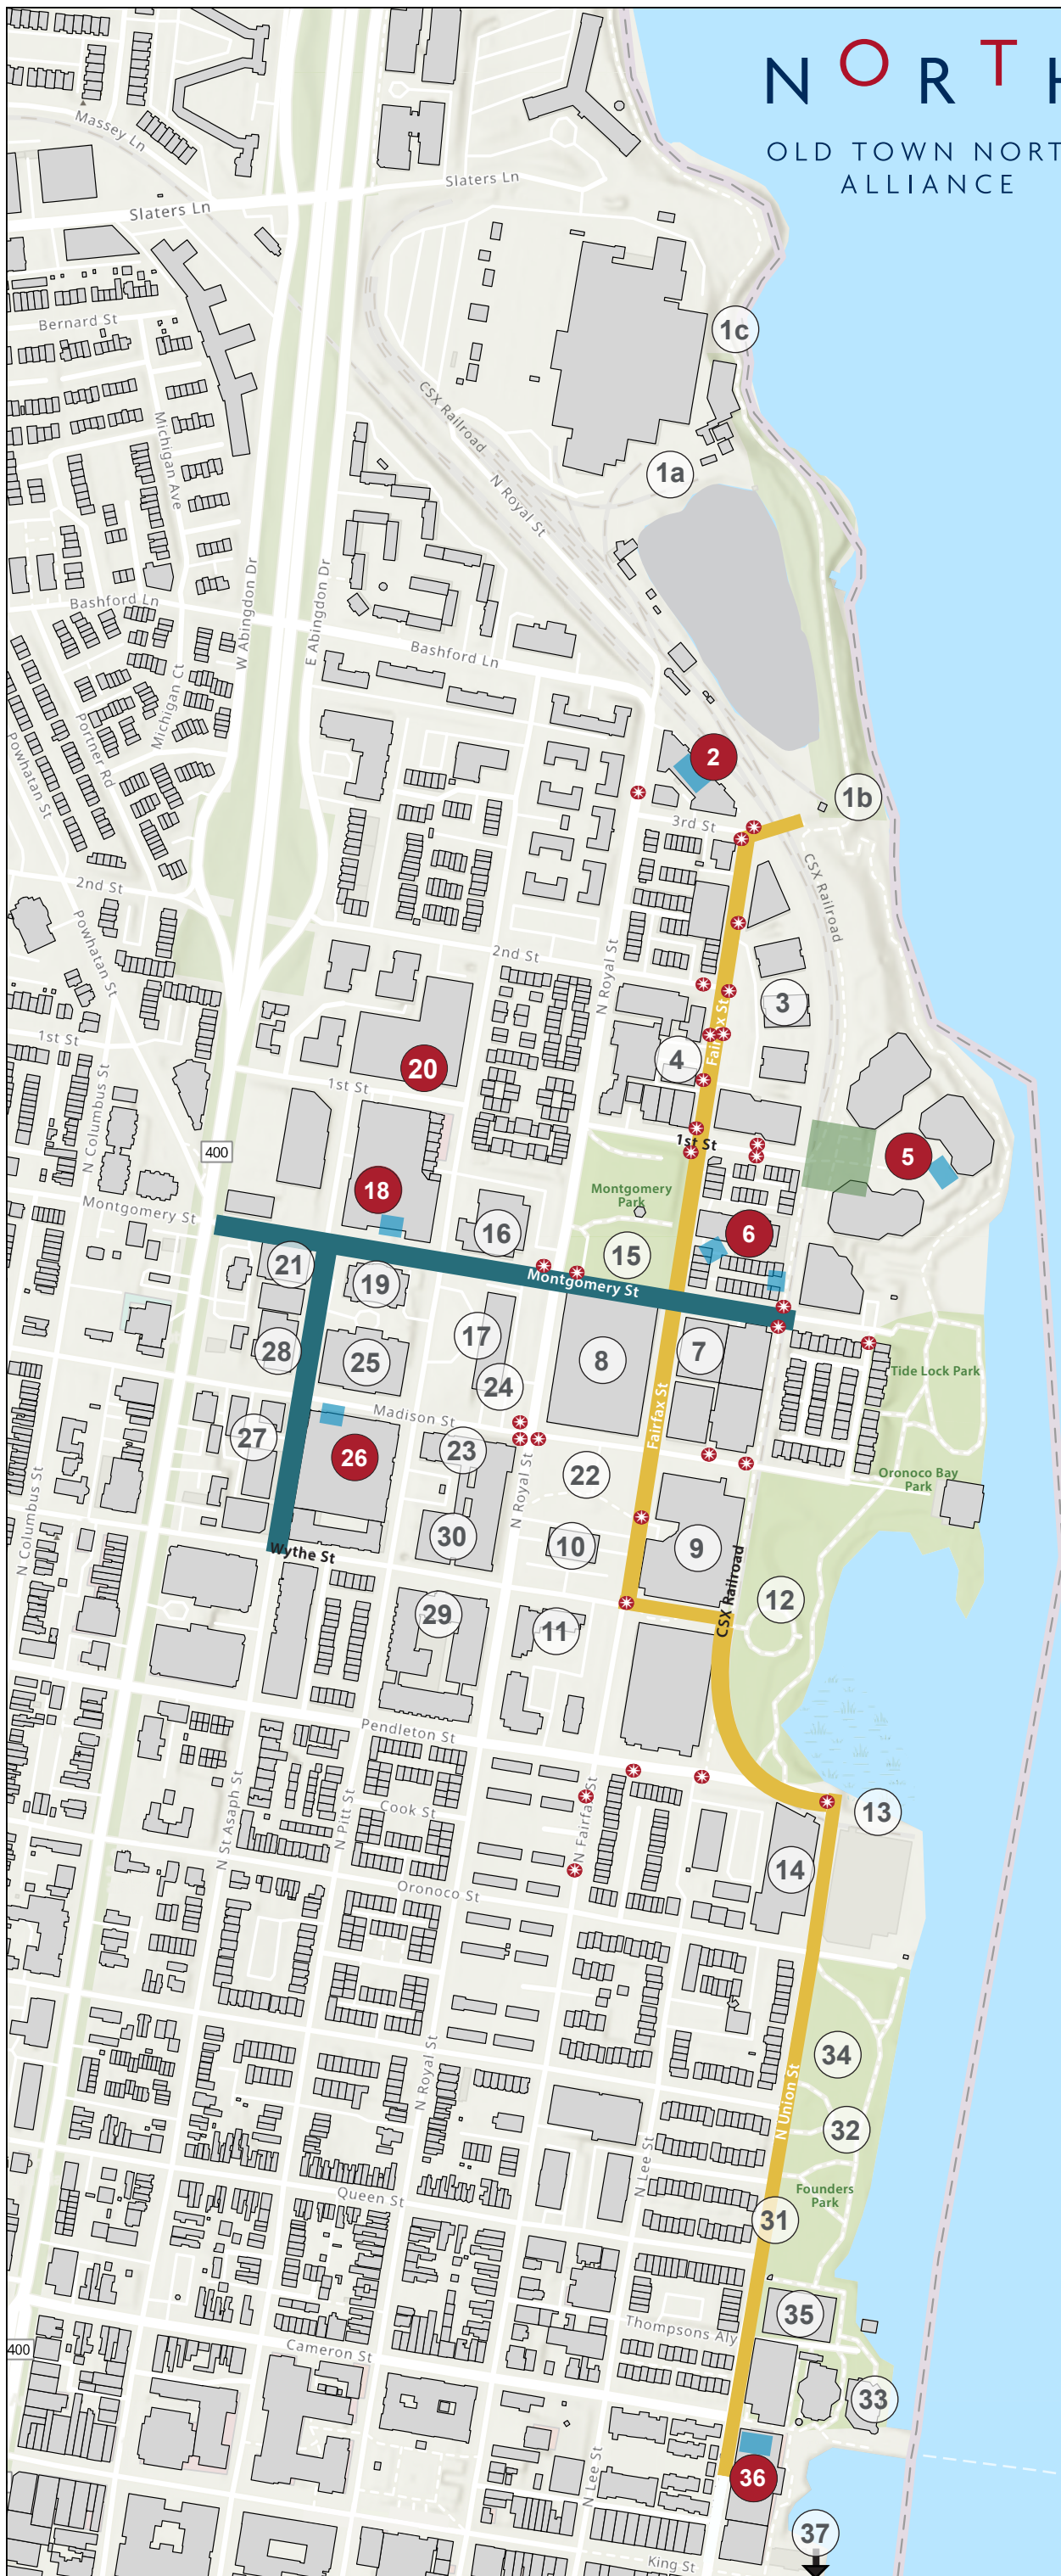 NORTH
OLD TOWN NORT
ALLIANCE
Massey Ln
Slaters Ln
Slaters Ln
Bernard St
1c
CSX Railroad
Michigan Ave
1a
N Royal St
W Abingdon Dr
E Abingdon Dr
Bashford Ln
Bashford Ln
Michigan Ct
Portner Rd
Powhatan St
2
1b
3rd St
CSX Railroad
2nd St
Powhatan St
2nd St
N Royal St
3
Fairfax St
4
1st St
20
1st St
N Columbus St
400
1st St
5
18
Montgomery
Park
Montgomery St
16
6
15
21
19
Montgomery St
17
28
25
8
7
24
Tide Lock Park
Madison St
Fairfax St
27
23
26
22
Oronoco Bay
Park
N Columbus St
N Royal St
30
10
9
Wythe St
CSX Railroad
12
29
11
Pendleton St
N St Asaph St
N Pitt St
Cook St
N Fairfax St
13
14
Oronoco St
34
N Royal St
N Union St
32
N Lee St
Queen St
Founders
Park
31
35
Thompsons Aly
400
Cameron St
33
N Lee St
36
37
King St